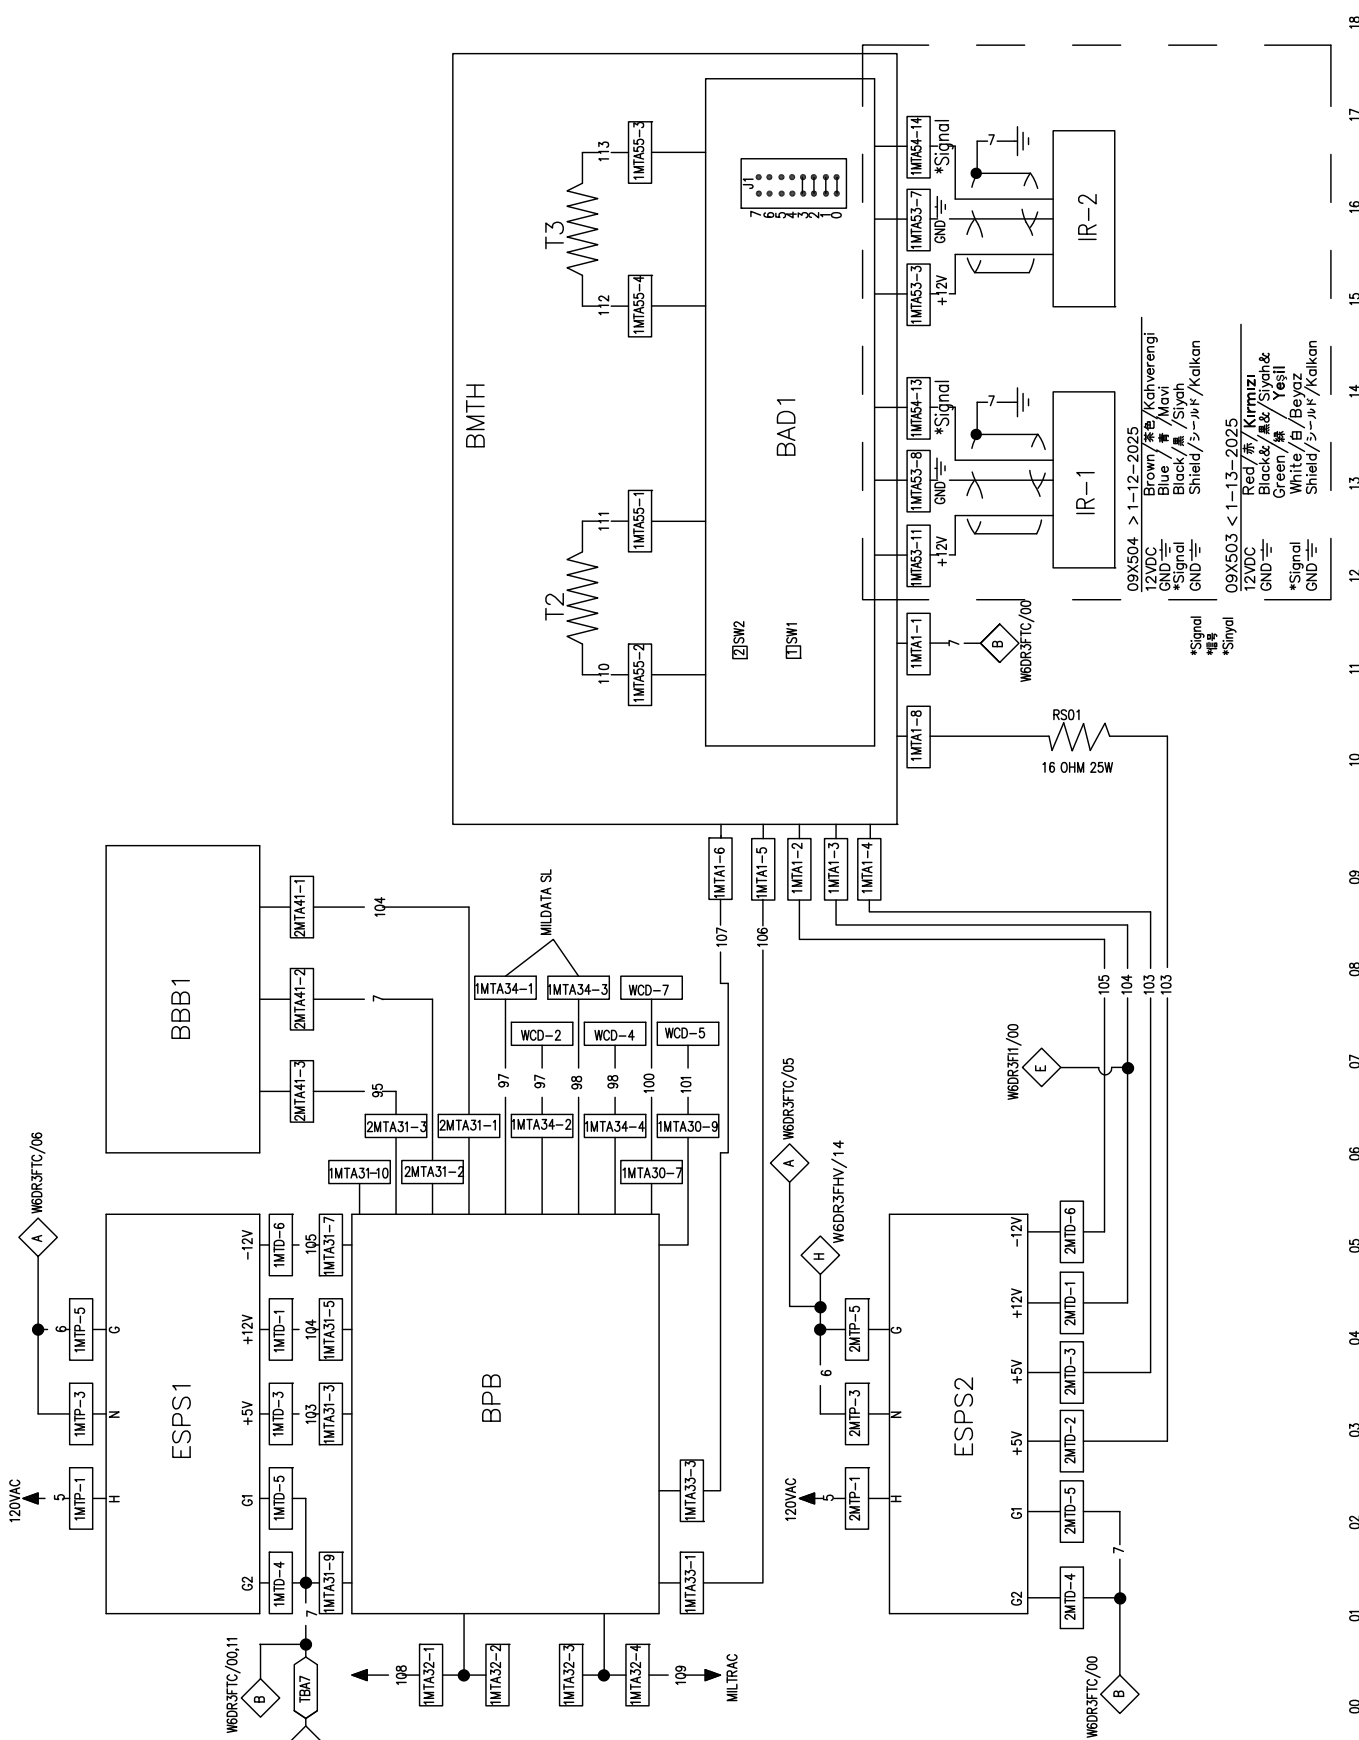 18
17
16
15
14
13
12
11
10
09
08
07
06
05
04
03
02
01
00
BMTH
T3
113
1MTA55-3
112
1MTA55-4
T2
111
1MTA55-1
110
1MTA55-2
BAD1
J1
7
6
5
4
3
2
1
0
2 SW2
1 SW1
1MTA54-14
*Signal
1MTA53-7
GND
1MTA53-3
+12V
7
IR-2
1MTA54-13
*Signal
1MTA53-8
GND
1MTA53-11
+12V
7
IR-1
09X504 > 1-12-2025
12VDC Brown/茶色/Kahverengi
GND Blue/青/Mavi
*Signal Black/黒/Siyah
GND Shield/シールド/Kalkan
09X503 < 1-13-2025
12VDC Red/赤/Kırmızı
GND Black&/黒&/Siyah&
Green/緑/Yeşil
*Signal White/白/Beyaz
GND Shield/シールド/Kalkan
*Signal
*信号
*Sinyal
1MTA1-1
7
B
W6DR3FTC/00
1MTA1-8
RS01
16 OHM 25W
1MTA1-6
1MTA1-5
1MTA1-2
1MTA1-3
1MTA1-4
107
106
105
104
103
103
BBB1
2MTA41-1
104
2MTA41-2
7
2MTA41-3
95
MILDATA SL
1MTA34-1
1MTA34-3
WCD-7
WCD-2
WCD-4
WCD-5
97
97
98
98
100
101
2MTA31-3
2MTA31-1
1MTA34-2
1MTA34-4
1MTA30-9
1MTA31-10
2MTA31-2
1MTA30-7
W6DR3FTC/06
A
6
1MTP-5
G
1MTP-3
N
120VAC
5
1MTP-1
H
ESPS1
-12V
+12V
+5V
G1
G2
1MTD-6
1MTD-1
1MTD-3
1MTD-5
1MTD-4
105
104
103
1MTA31-7
1MTA31-5
1MTA31-3
1MTA31-9
7
W6DR3FTC/00,11
B
TBA7
BPB
1MTA33-3
1MTA33-1
108
1MTA32-1
1MTA32-2
1MTA32-3
1MTA32-4
109
MILTRAC
W6DR3FTC/05
A
W6DR3FHV/14
H
W6DR3FI1/00
E
2MTP-5
G
6
2MTP-3
N
120VAC
5
2MTP-1
H
ESPS2
-12V
+12V
+5V
+5V
G1
G2
2MTD-6
2MTD-1
2MTD-3
2MTD-2
2MTD-5
2MTD-4
7
W6DR3FTC/00
B